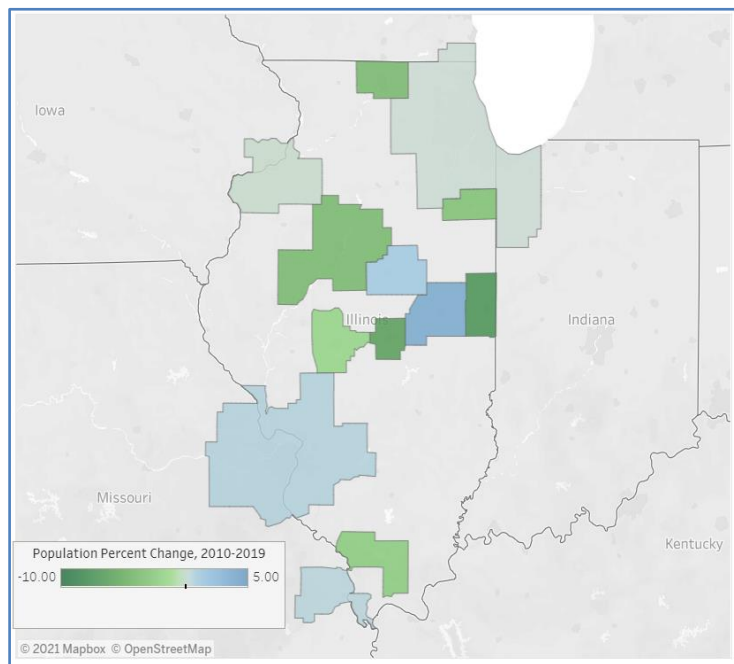 Iowa
Illinois
Indiana
Missouri
Kentucky
Population Percent Change, 2010-2019
-10.00 5.00
© 2021 Mapbox © OpenStreetMap